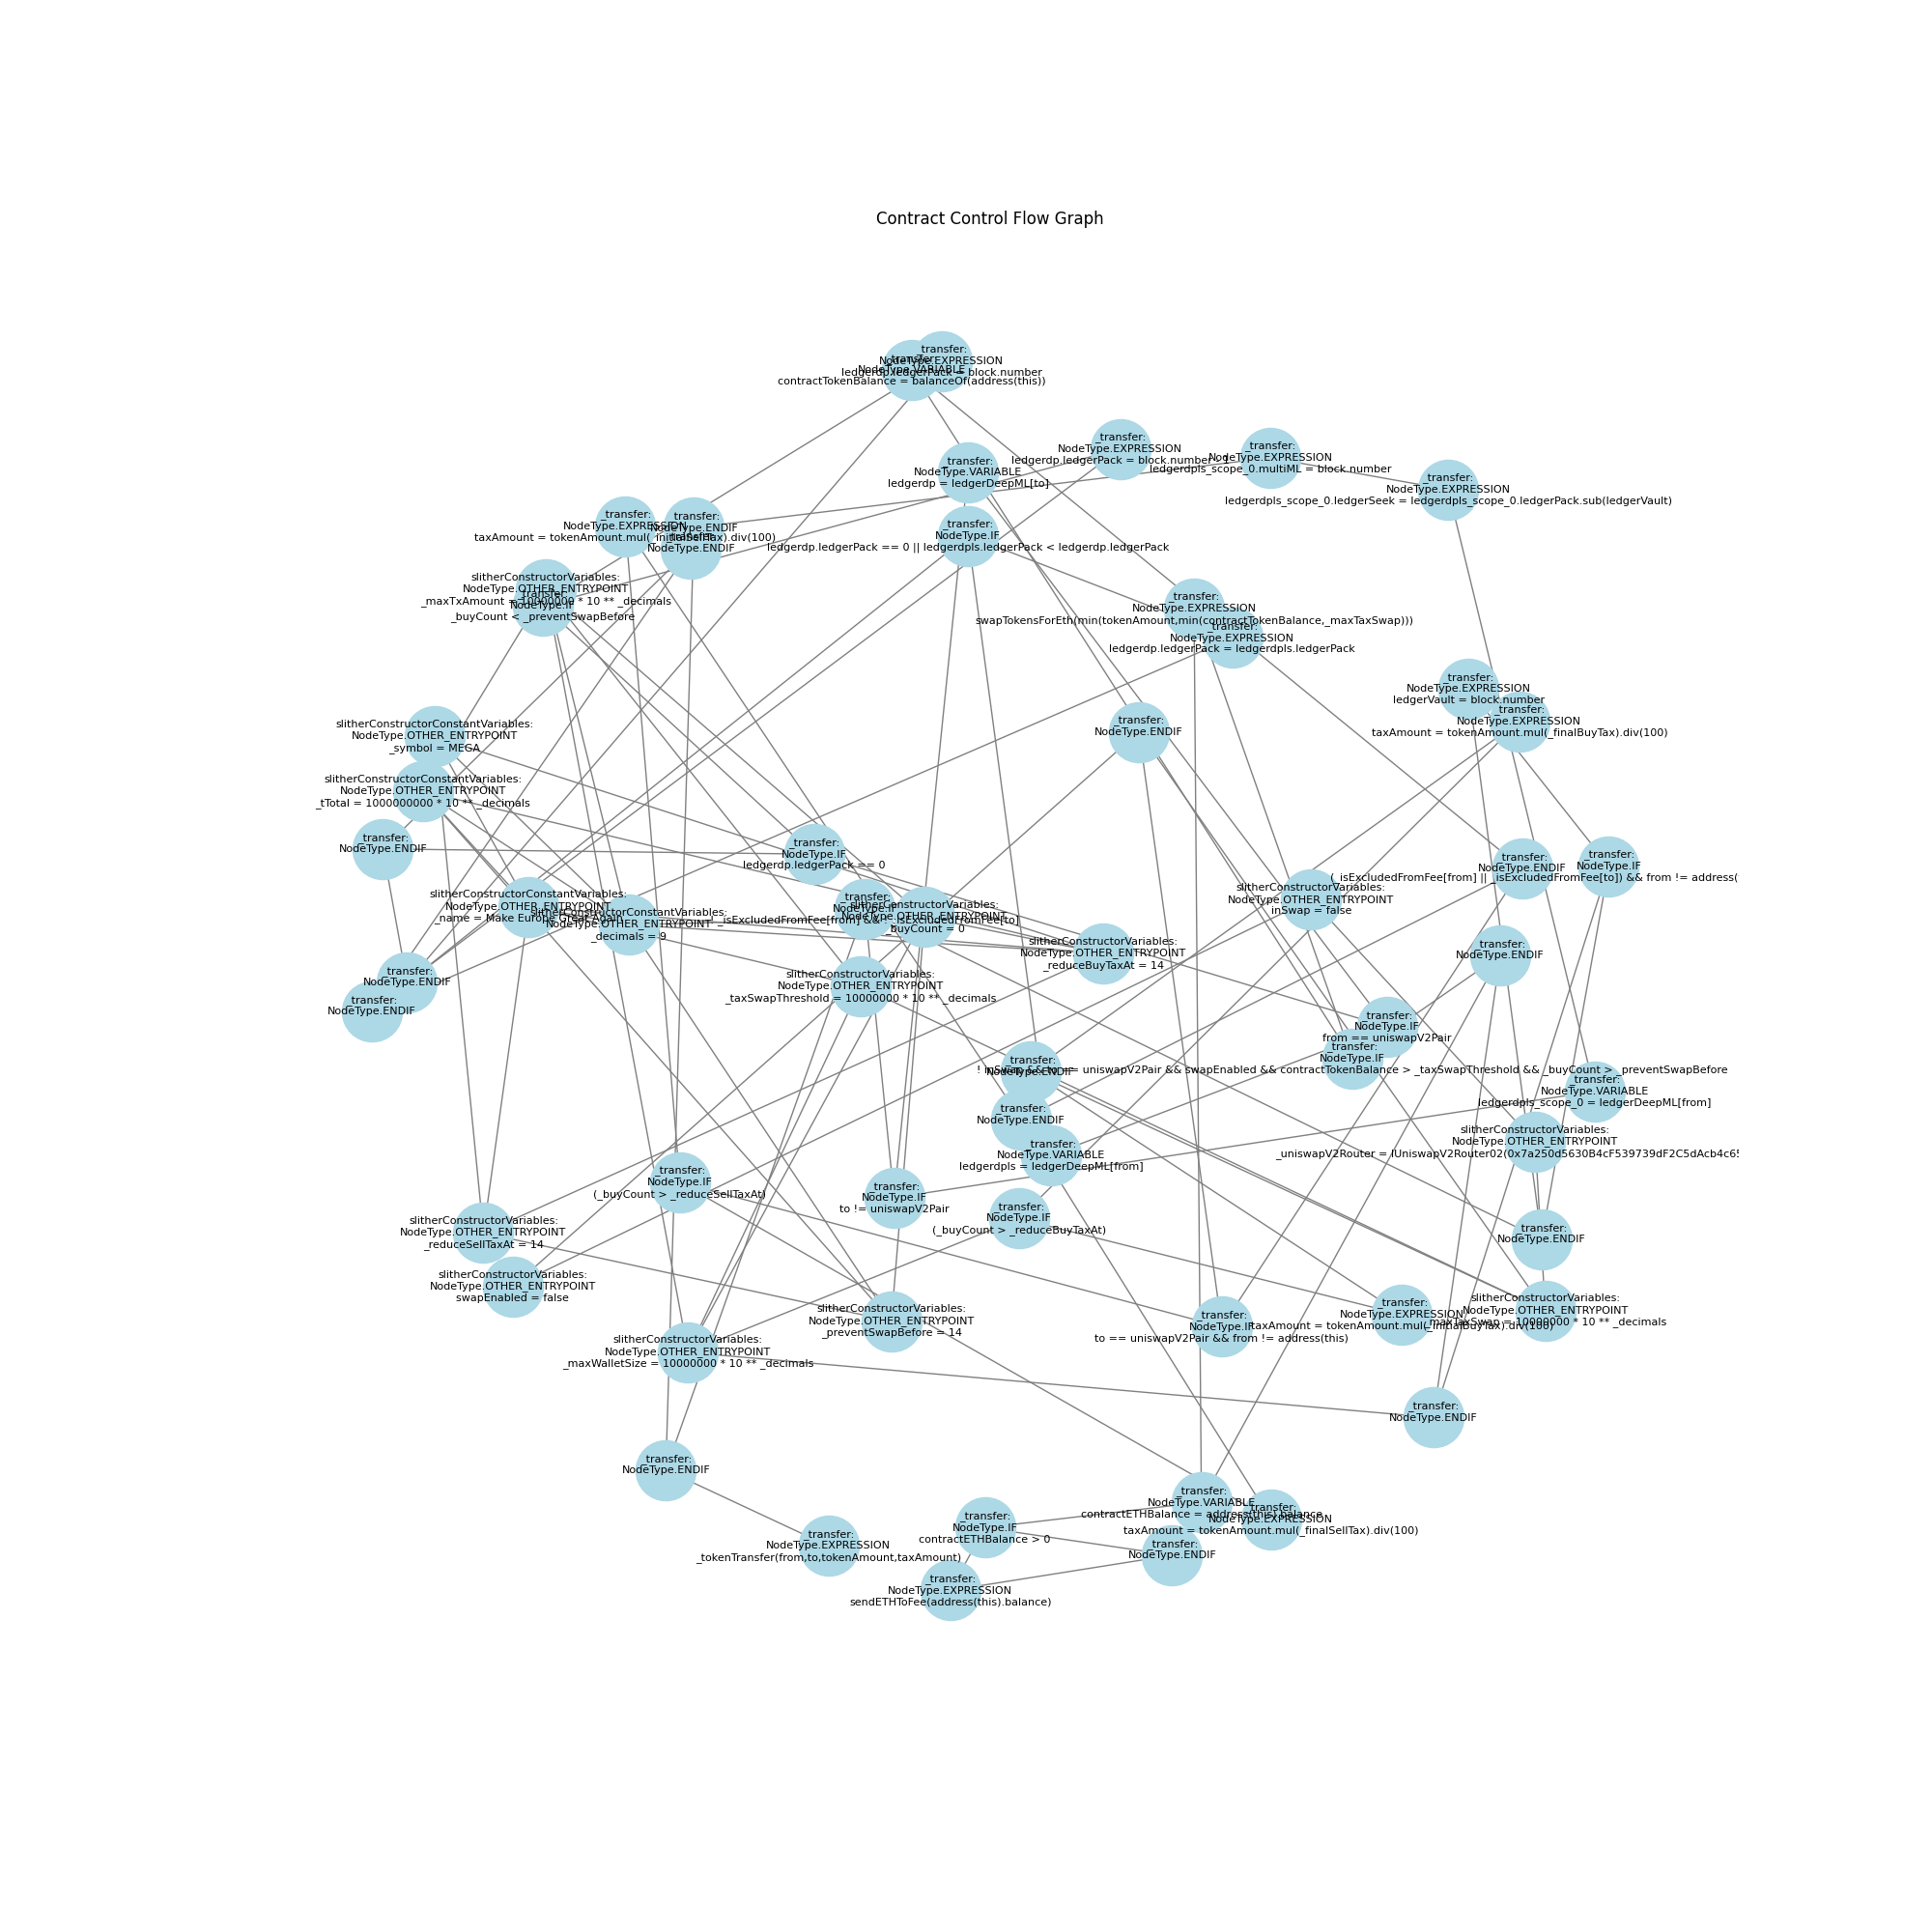 Contract Control Flow Graph
_transfer:
NodeType.EXPRESSION
ledgerdp.ledgerPack = block.number
_transfer:
NodeType.VARIABLE
contractTokenBalance = balanceOf(address(this))
_transfer:
NodeType.EXPRESSION
ledgerdp.ledgerPack = block.number - 1
_transfer:
NodeType.EXPRESSION
ledgerdpls_scope_0.multiML = block.number
_transfer:
NodeType.VARIABLE
ledgerdp = ledgerDeepML[to]
_transfer:
NodeType.EXPRESSION
ledgerdpls_scope_0.ledgerSeek = ledgerdpls_scope_0.ledgerPack.sub(ledgerVault)
_transfer:
NodeType.EXPRESSION
taxAmount = tokenAmount.mul(_initialSellTax).div(100)
_transfer:
NodeType.ENDIF
_transfer:
NodeType.ENDIF
_transfer:
NodeType.IF
ledgerdp.ledgerPack == 0 || ledgerdpls.ledgerPack < ledgerdp.ledgerPack
slitherConstructorVariables:
NodeType.OTHER_ENTRYPOINT
_maxTxAmount = 10000000 * 10 ** _decimals
_transfer:
NodeType.IF
_buyCount < _preventSwapBefore
_transfer:
NodeType.EXPRESSION
swapTokensForEth(min(tokenAmount,min(contractTokenBalance,_maxTaxSwap)))
_transfer:
NodeType.EXPRESSION
ledgerdp.ledgerPack = ledgerdpls.ledgerPack
_transfer:
NodeType.EXPRESSION
ledgerVault = block.number
_transfer:
NodeType.EXPRESSION
taxAmount = tokenAmount.mul(_finalBuyTax).div(100)
slitherConstructorConstantVariables:
NodeType.OTHER_ENTRYPOINT
_symbol = MEGA
_transfer:
NodeType.ENDIF
slitherConstructorConstantVariables:
NodeType.OTHER_ENTRYPOINT
_tTotal = 1000000000 * 10 ** _decimals
_transfer:
NodeType.ENDIF
_transfer:
NodeType.IF
ledgerdp.ledgerPack == 0
_transfer:
NodeType.ENDIF
_transfer:
NodeType.IF
(_isExcludedFromFee[from] || _isExcludedFromFee[to]) && from != address(
slitherConstructorVariables:
NodeType.OTHER_ENTRYPOINT
inSwap = false
slitherConstructorConstantVariables:
NodeType.OTHER_ENTRYPOINT
_name = Make Europe Great Again
slitherConstructorConstantVariables:
NodeType.OTHER_ENTRYPOINT
_decimals = 9
_transfer:
NodeType.IF
! _isExcludedFromFee[from] && ! _isExcludedFromFee[to]
slitherConstructorVariables:
NodeType.OTHER_ENTRYPOINT
_buyCount = 0
slitherConstructorVariables:
NodeType.OTHER_ENTRYPOINT
_reduceBuyTaxAt = 14
_transfer:
NodeType.ENDIF
slitherConstructorVariables:
NodeType.OTHER_ENTRYPOINT
_taxSwapThreshold = 10000000 * 10 ** _decimals
_transfer:
NodeType.ENDIF
_transfer:
NodeType.ENDIF
_transfer:
NodeType.IF
from == uniswapV2Pair
_transfer:
NodeType.IF
! inSwap && to == uniswapV2Pair && swapEnabled && contractTokenBalance > _taxSwapThreshold && _buyCount > _preventSwapBefore
_transfer:
NodeType.ENDIF
_transfer:
NodeType.VARIABLE
ledgerdpls_scope_0 = ledgerDeepML[from]
_transfer:
NodeType.ENDIF
slitherConstructorVariables:
NodeType.OTHER_ENTRYPOINT
_uniswapV2Router = IUniswapV2Router02(0x7a250d5630B4cF539739dF2C5dAcb4c6!
_transfer:
NodeType.VARIABLE
ledgerdpls = ledgerDeepML[from]
_transfer:
NodeType.IF
(_buyCount > _reduceSellTaxAt)
_transfer:
NodeType.IF
to != uniswapV2Pair
_transfer:
NodeType.IF
(_buyCount > _reduceBuyTaxAt)
slitherConstructorVariables:
NodeType.OTHER_ENTRYPOINT
_reduceSellTaxAt = 14
_transfer:
NodeType.ENDIF
slitherConstructorVariables:
NodeType.OTHER_ENTRYPOINT
swapEnabled = false
slitherConstructorVariables:
NodeType.OTHER_ENTRYPOINT
_preventSwapBefore = 14
_transfer:
NodeType.IF
to == uniswapV2Pair && from != address(this)
_transfer:
NodeType.EXPRESSION
taxAmount = tokenAmount.mul(_initialBuyTax).div(100)
slitherConstructorVariables:
NodeType.OTHER_ENTRYPOINT
_maxTaxSwap = 10000000 * 10 ** _decimals
slitherConstructorVariables:
NodeType.OTHER_ENTRYPOINT
_maxWalletSize = 10000000 * 10 ** _decimals
_transfer:
NodeType.ENDIF
_transfer:
NodeType.ENDIF
_transfer:
NodeType.VARIABLE
contractETHBalance = address(this).balance
_transfer:
NodeType.EXPRESSION
taxAmount = tokenAmount.mul(_finalSellTax).div(100)
_transfer:
NodeType.IF
contractETHBalance > 0
_transfer:
NodeType.EXPRESSION
_tokenTransfer(from,to,tokenAmount,taxAmount)
_transfer:
NodeType.ENDIF
_transfer:
NodeType.EXPRESSION
sendETHToFee(address(this).balance)